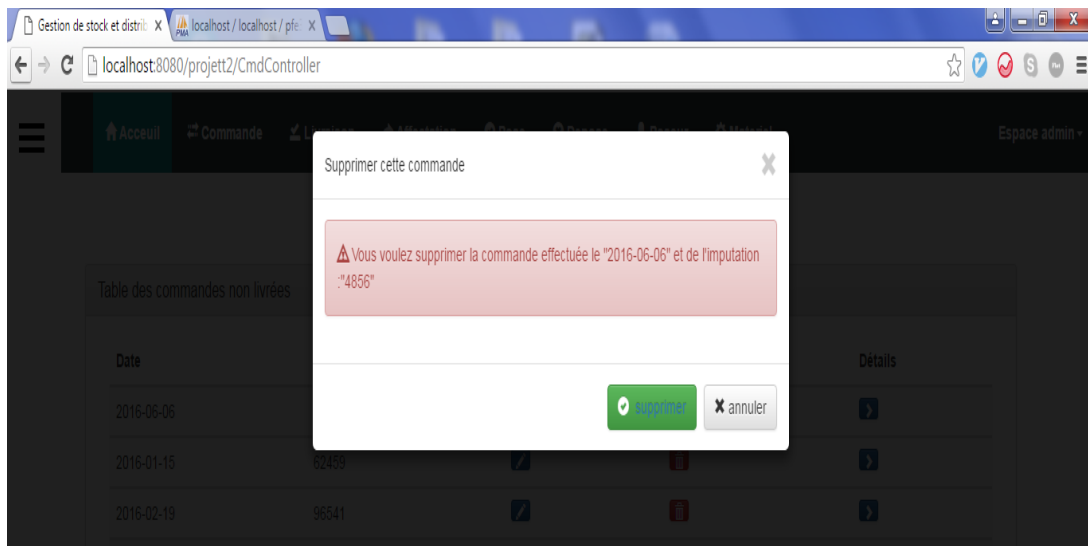 Gestion de stock et distrib
localhost / localhost / pfe
localhost:8080/projett2/CmdController
Acceuil Commande Espace admin
Supprimer cette commande
Vous voulez supprimer la commande effectuée le "2016-06-06" et de l'imputation
:"4856"
supprimer annuler
Table des commandes non livrées
Date Détails
2016-06-06
2016-01-15 62459
2016-02-19 96541